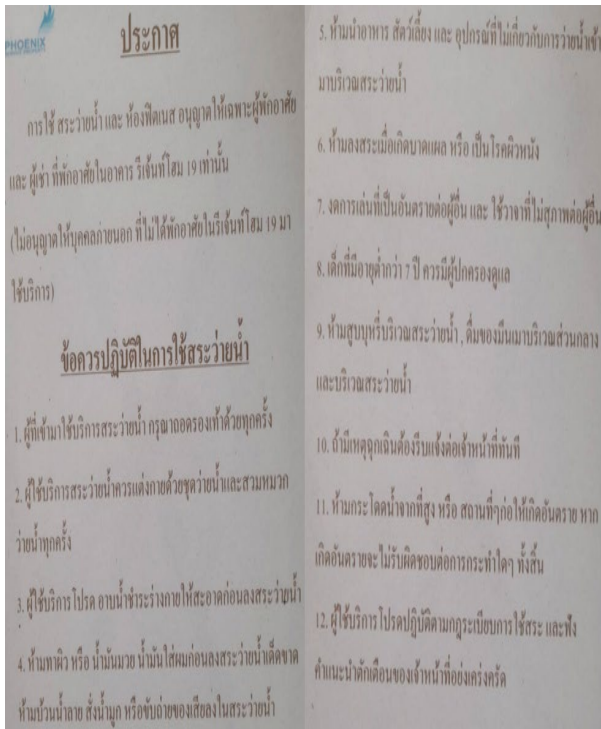 PHOENIX
ประกาศ
การใช้ สระว่ายน้ำ และ ห้องฟิตเนส อนุญาตให้เฉพาะผู้พักอาศัย
และ ผู้เช่า ที่พักอาศัยในอาคาร รีเจ้นท์โฮม 19 เท่านั้น
(ไม่อนุญาตให้บุคคลภายนอก ที่ไม่ได้พักอาศัยในรีเจ้นท์โฮม 19 มา
ใช้บริการ)
ข้อควรปฏิบัติในการใช้สระว่ายน้ำ
1. ผู้ที่เข้ามาใช้บริการสระว่ายน้ำ กรุณาถอดรองเท้าด้วยทุกครั้ง
2. ผู้ใช้บริการสระว่ายน้ำควรแต่งกายด้วยชุดว่ายน้ำและสวมหมวก
ว่ายน้ำทุกครั้ง
3. ผู้ใช้บริการโปรด อาบน้ำชำระร่างกายให้สะอาดก่อนลงสระว่ายน้ำ
4. ห้ามทาผิว หรือ น้ำมันมวย น้ำมันใส่ผมก่อนลงสระว่ายน้ำเด็ดขาด
ห้ามบ้วนน้ำลาย สั่งน้ำมูก หรือขับถ่ายของเสียลงในสระว่ายน้ำ
5. ห้ามนำอาหาร สัตว์เลี้ยง และ อุปกรณ์ที่ไม่เกี่ยวกับการว่ายน้ำเข้า
มาบริเวณสระว่ายน้ำ
6. ห้ามลงสระเมื่อเกิดบาดแผล หรือ เป็นโรคผิวหนัง
7. งดการเล่นที่เป็นอันตรายต่อผู้อื่น และ ใช้วาจาที่ไม่สุภาพต่อผู้อื่น
8. เด็กที่มีอายุต่ำกว่า 7 ปี ควรมีผู้ปกครองดูแล
9. ห้ามสูบบุหรี่บริเวณสระว่ายน้ำ , ดื่มของมึนเมาบริเวณส่วนกลาง
และบริเวณสระว่ายน้ำ
10. ถ้ามีเหตุฉุกเฉินต้องรีบแจ้งต่อเจ้าหน้าที่ทันที
11. ห้ามกระโดดน้ำจากที่สูง หรือ สถานที่ๆก่อให้เกิดอันตราย หาก
เกิดอันตรายจะไม่รับผิดชอบต่อการกระทำใดๆ ทั้งสิ้น
12. ผู้ใช้บริการโปรดปฏิบัติตามกฎระเบียบการใช้สระ และฟัง
คำแนะนำตักเตือนของเจ้าหน้าที่อย่งเคร่งครัด